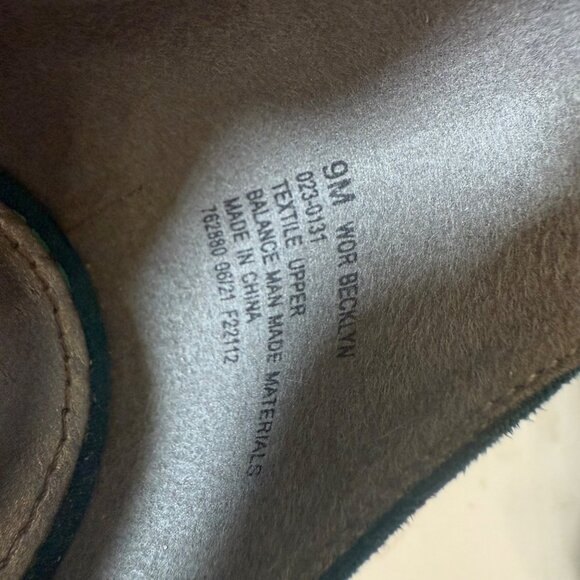 9M WOR BECKLYN
023-0131
TEXTILE UPPER
BALANCE MAN MADE MATERIALS
MADE IN CHINA
762880 06/21 F22112